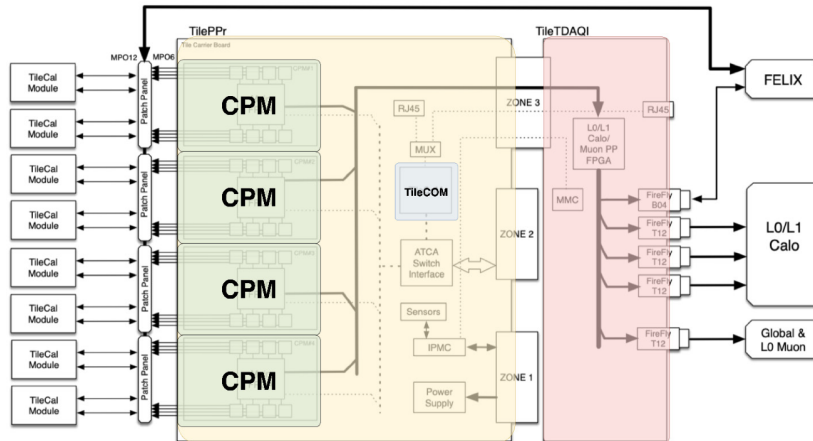 TilePPr
TileTDAQI
Tile Carrier Board
MPO12 MPO6
TileCal
Module
TileCal
Module
TileCal
Module
TileCal
Module
TileCal
Module
TileCal
Module
TileCal
Module
TileCal
Module
Patch Panel
Patch Panel
Patch Panel
Patch Panel
CPM
CPM
CPM
CPM
RJ45
MUX
TileCOM
ATCA
Switch
Interface
Sensors
IPMC
Power
Supply
ZONE 3
ZONE 2
ZONE 1
L0/L1
Calo/
Muon PP
FPGA
MMC
RJ45
FireFly
B04
FireFly
T12
FireFly
T12
FireFly
T12
FireFly
T12
FELIX
L0/L1
Calo
Global &
L0 Muon